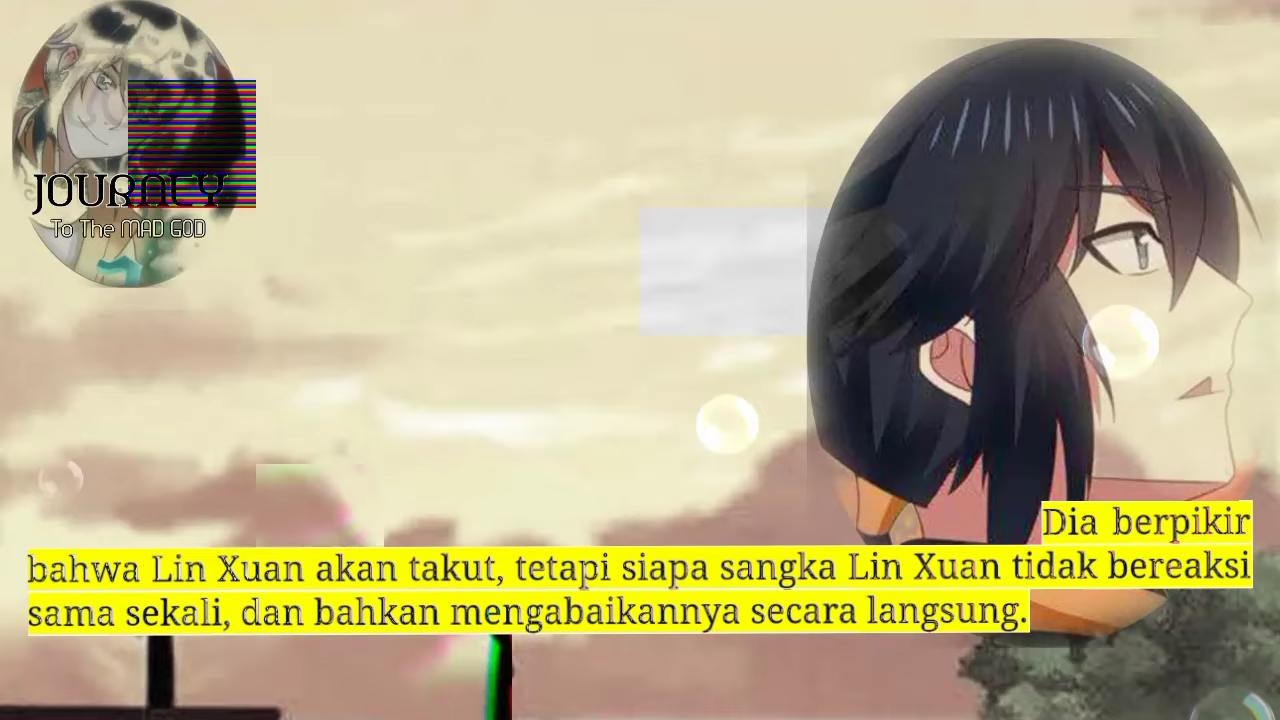 JOURNEY
To The MAD GOD
Dia berpikir
bahwa Lin Xuan akan takut, tetapi siapa sangka Lin Xuan tidak bereaksi
sama sekali, dan bahkan mengabaikannya secara langsung.